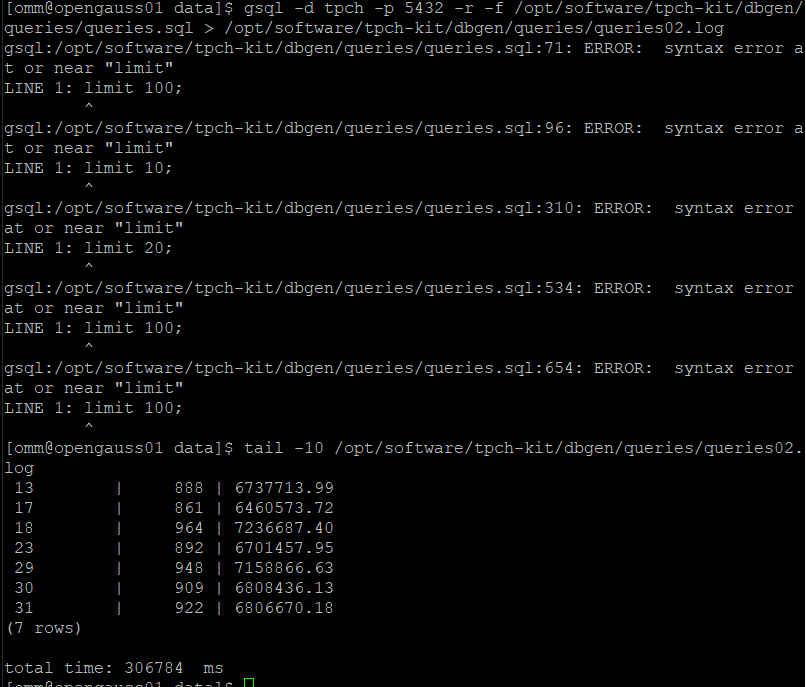 [omm@opengauss01 data]$ gsql -d tpch -p 5432 -r -f /opt/software/tpch-kit/dbgen/
queries/queries.sql > /opt/software/tpch-kit/dbgen/queries/queries02.log
gsql:/opt/software/tpch-kit/dbgen/queries/queries.sql:71: ERROR:  syntax error a
t or near "limit"
LINE 1: limit 100;
        ^
gsql:/opt/software/tpch-kit/dbgen/queries/queries.sql:96: ERROR:  syntax error a
t or near "limit"
LINE 1: limit 10;
        ^
gsql:/opt/software/tpch-kit/dbgen/queries/queries.sql:310: ERROR:  syntax error
at or near "limit"
LINE 1: limit 20;
        ^
gsql:/opt/software/tpch-kit/dbgen/queries/queries.sql:534: ERROR:  syntax error
at or near "limit"
LINE 1: limit 100;
        ^
gsql:/opt/software/tpch-kit/dbgen/queries/queries.sql:654: ERROR:  syntax error
at or near "limit"
LINE 1: limit 100;
        ^
[omm@opengauss01 data]$ tail -10 /opt/software/tpch-kit/dbgen/queries/queries02.
log
 13         |     888 | 6737713.99
 17         |     861 | 6460573.72
 18         |     964 | 7236687.40
 23         |     892 | 6701457.95
 29         |     948 | 7158866.63
 30         |     909 | 6808436.13
 31         |     922 | 6806670.18
(7 rows)
total time: 306784  ms
[omm@opengauss01 data]$